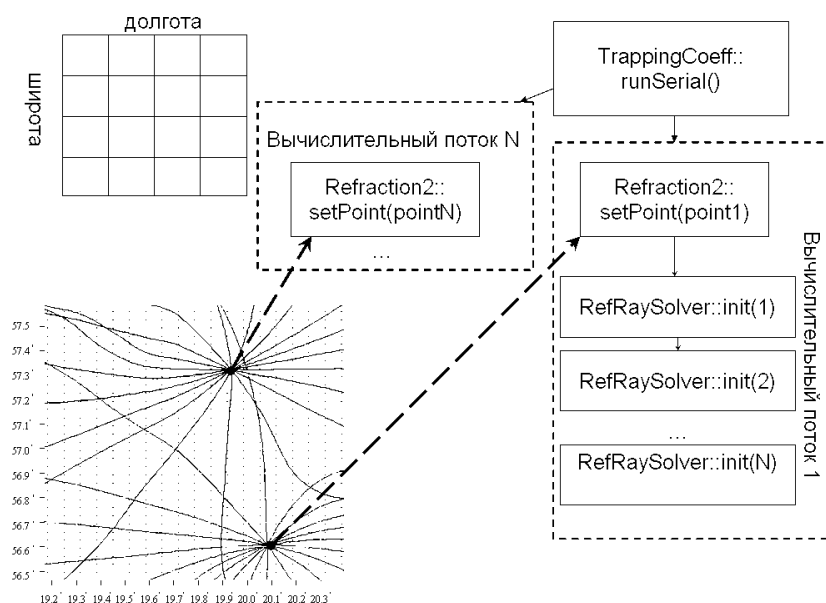 долгота
широта
TrappingCoeff::
runSerial()
Вычислительный поток N
Refraction2::
setPoint(pointN)
...
Refraction2::
setPoint(point1)
RefRaySolver::init(1)
RefRaySolver::init(2)
...
RefRaySolver::init(N)
Вычислительный поток 1
57.5°
57.4°
57.3°
57.2°
57.1°
57.0°
56.9°
56.8°
56.7°
56.6°
56.5°
19.2° 19.3° 19.4° 19.5° 19.6° 19.7° 19.8° 19.9° 20.0° 20.1° 20.2° 20.3°